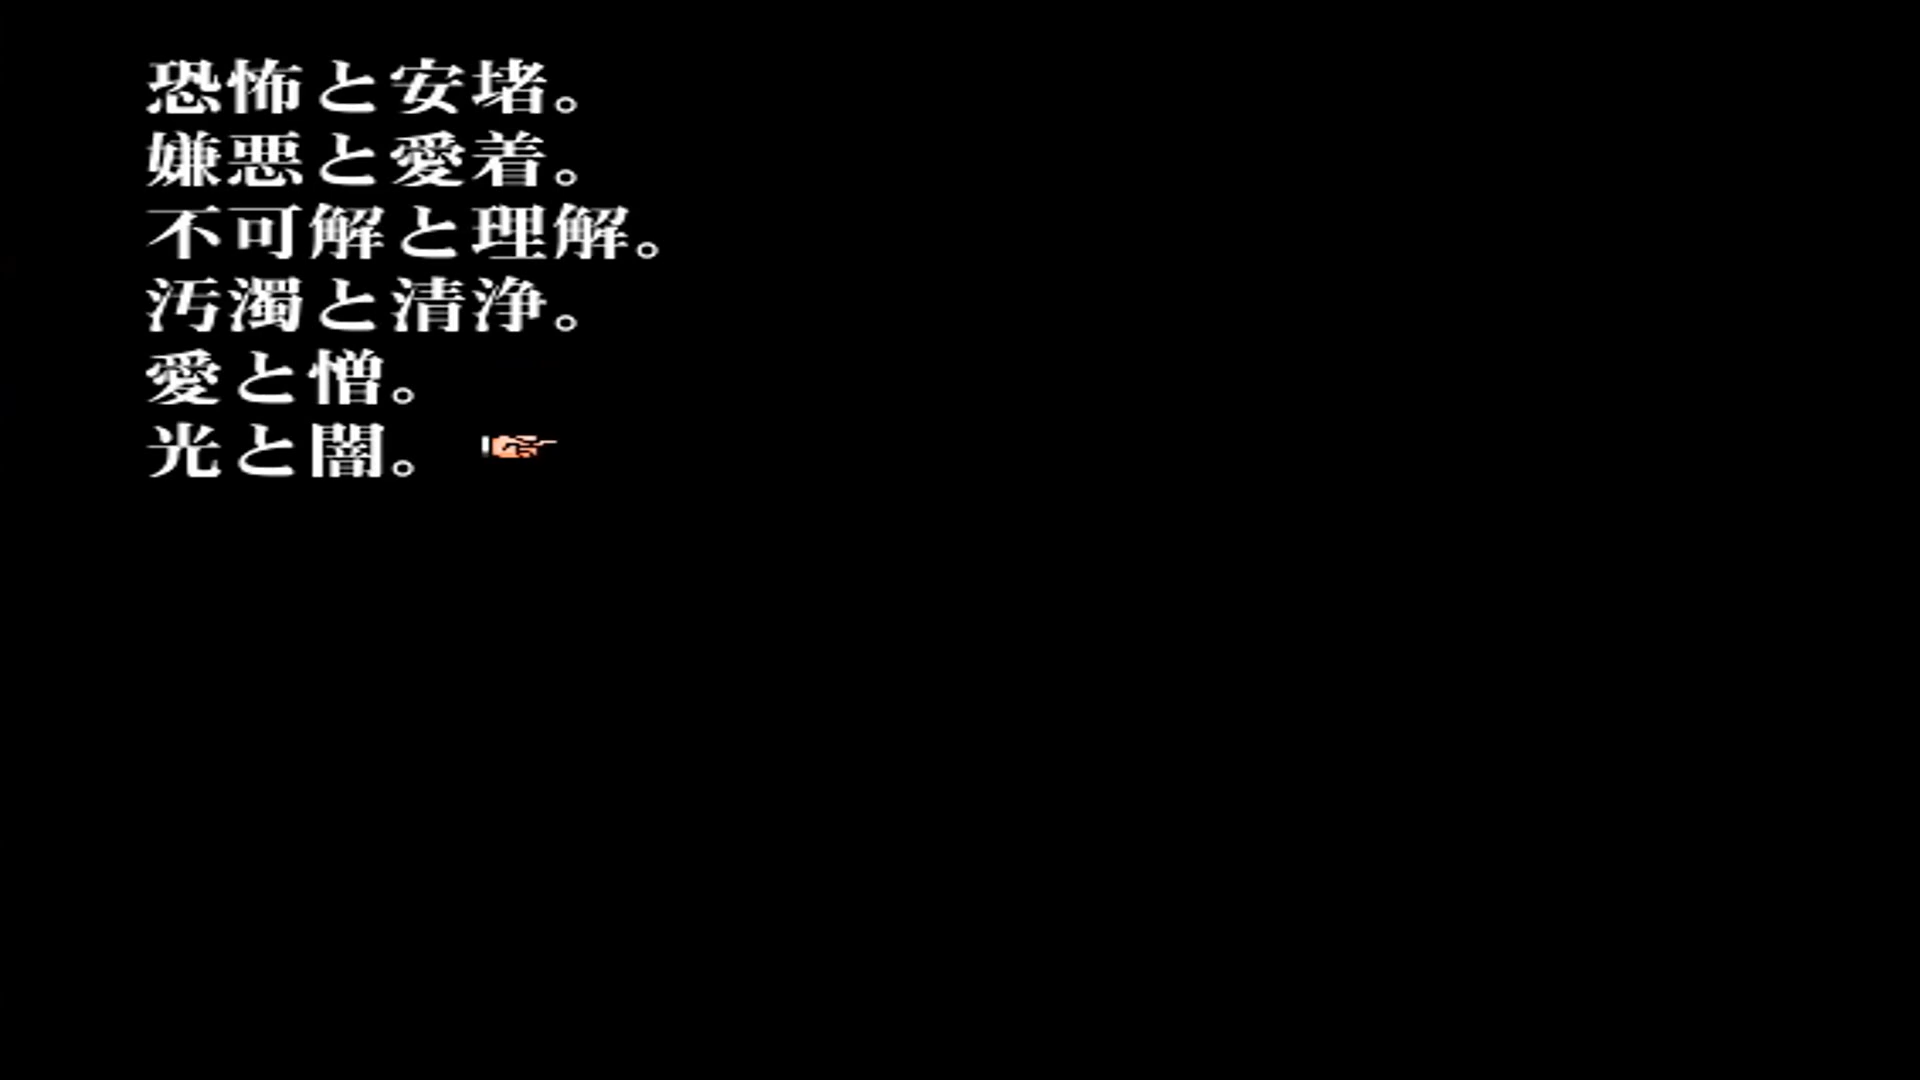 恐怖と安堵。
嫌悪と愛着。
不可解と理解。
汚濁と清浄。
愛と憎。
光と闇。